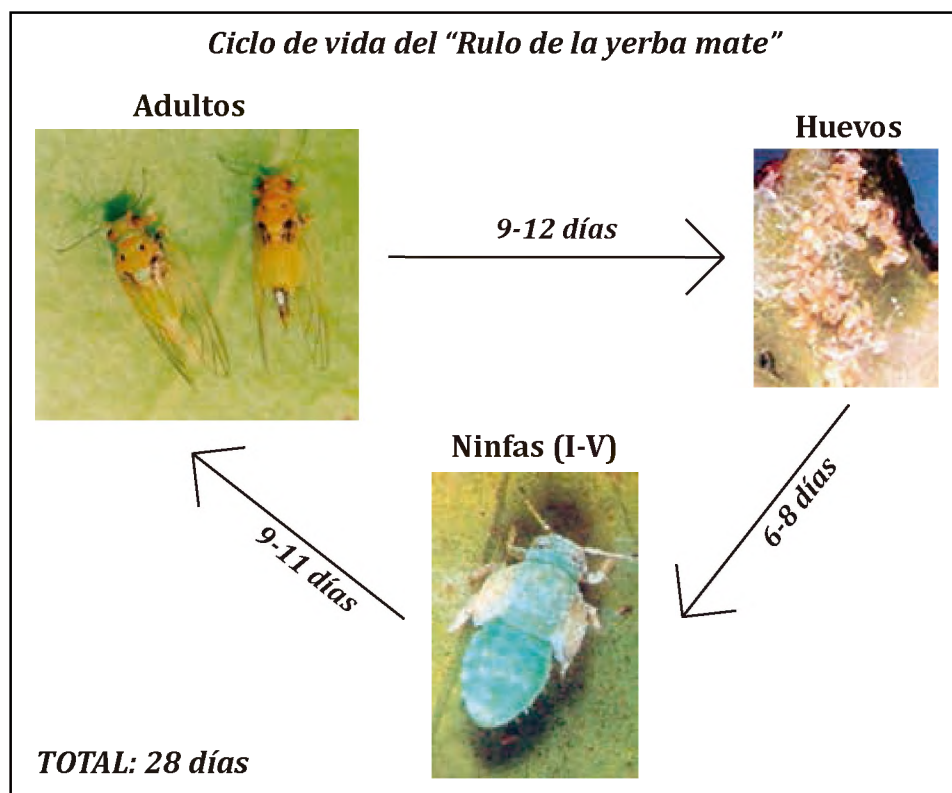 Ciclo de vida del “Rulo de la yerba mate”
Adultos
Huevos
9-12 días
Ninfas (I-V)
6-8 días
9-11 días
TOTAL: 28 días